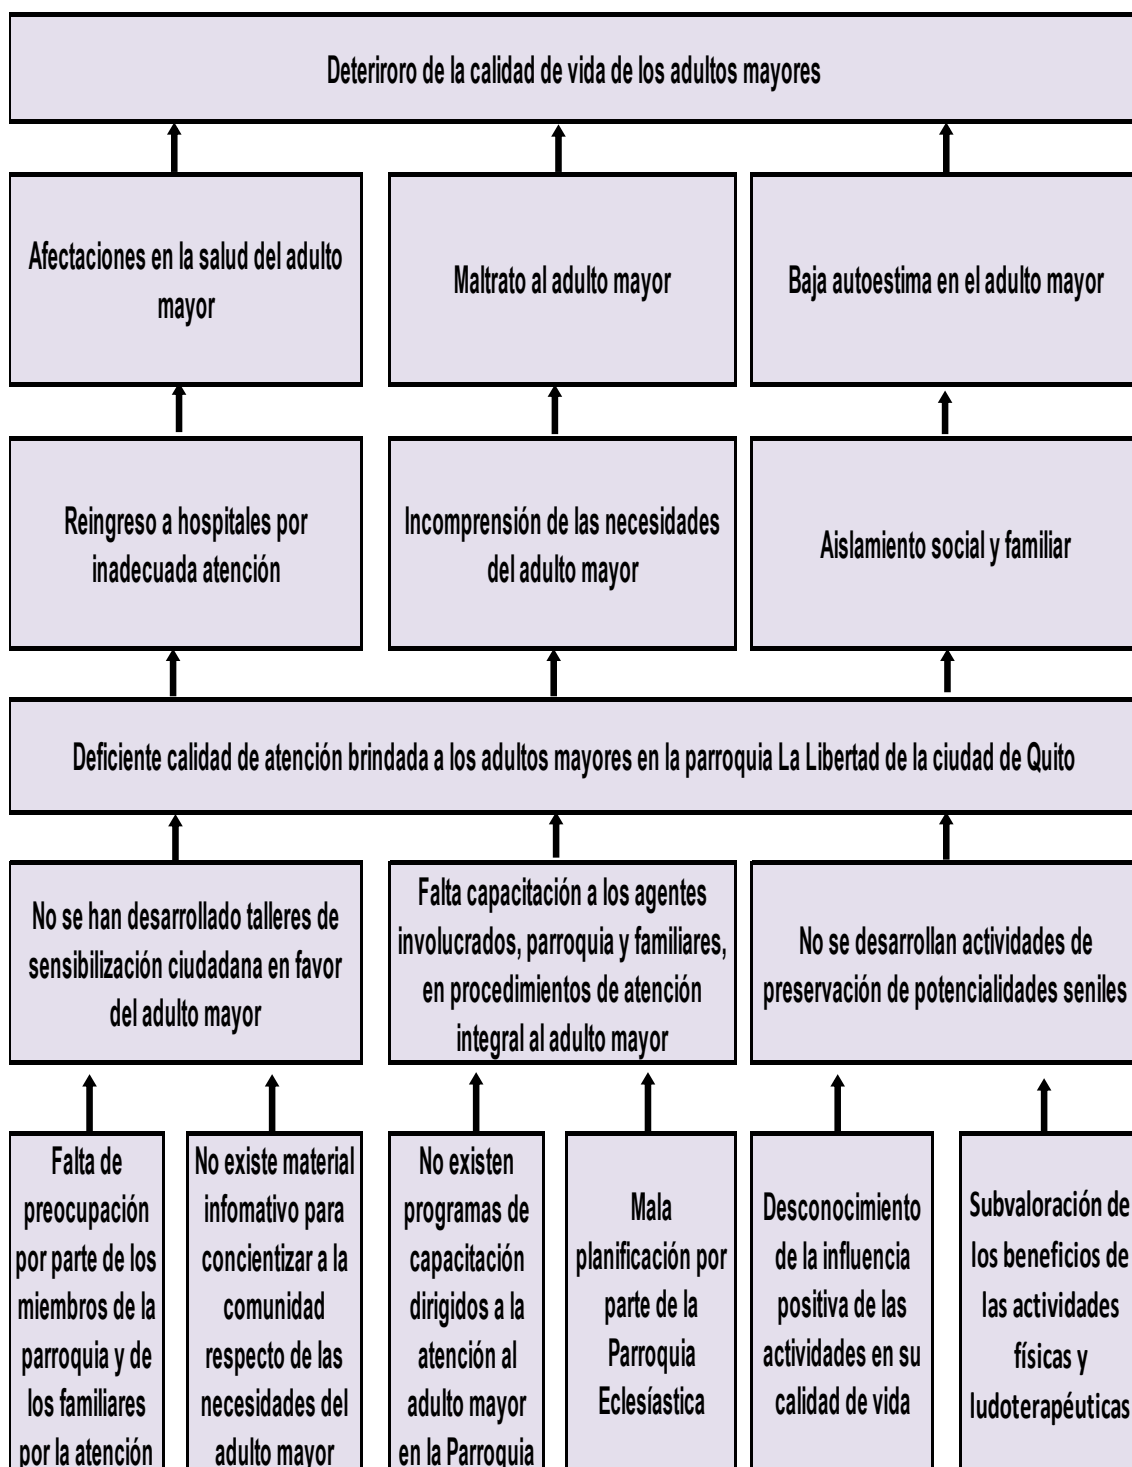 Deteriroro de la calidad de vida de los adultos mayores
Afectaciones en la salud del adulto
mayor
Maltrato al adulto mayor
Baja autoestima en el adulto mayor
Reingreso a hospitales por
inadecuada atención
Incomprensión de las necesidades
del adulto mayor
Aislamiento social y familiar
Deficiente calidad de atención brindada a los adultos mayores en la parroquia La Libertad de la ciudad de Quito
No se han desarrollado talleres de
sensibilización ciudadana en favor
del adulto mayor
Falta capacitación a los agentes
involucrados, parroquia y familiares,
en procedimientos de atención
integral al adulto mayor
No se desarrollan actividades de
preservación de potencialidades seniles
Falta de
preocupación
por parte de los
miembros de la
parroquia y de
los familiares
por la atención
No existe material
infomativo para
concientizar a la
comunidad
respecto de las
necesidades del
adulto mayor
No existen
programas de
capacitación
dirigidos a la
atención al
adulto mayor
en la Parroquia
Mala
planificación por
parte de la
Parroquia
Eclesíastica
Desconocimiento
de la influencia
positiva de las
actividades en su
calidad de vida
Subvaloración de
los beneficios de
las actividades
físicas y
ludoterapéuticas